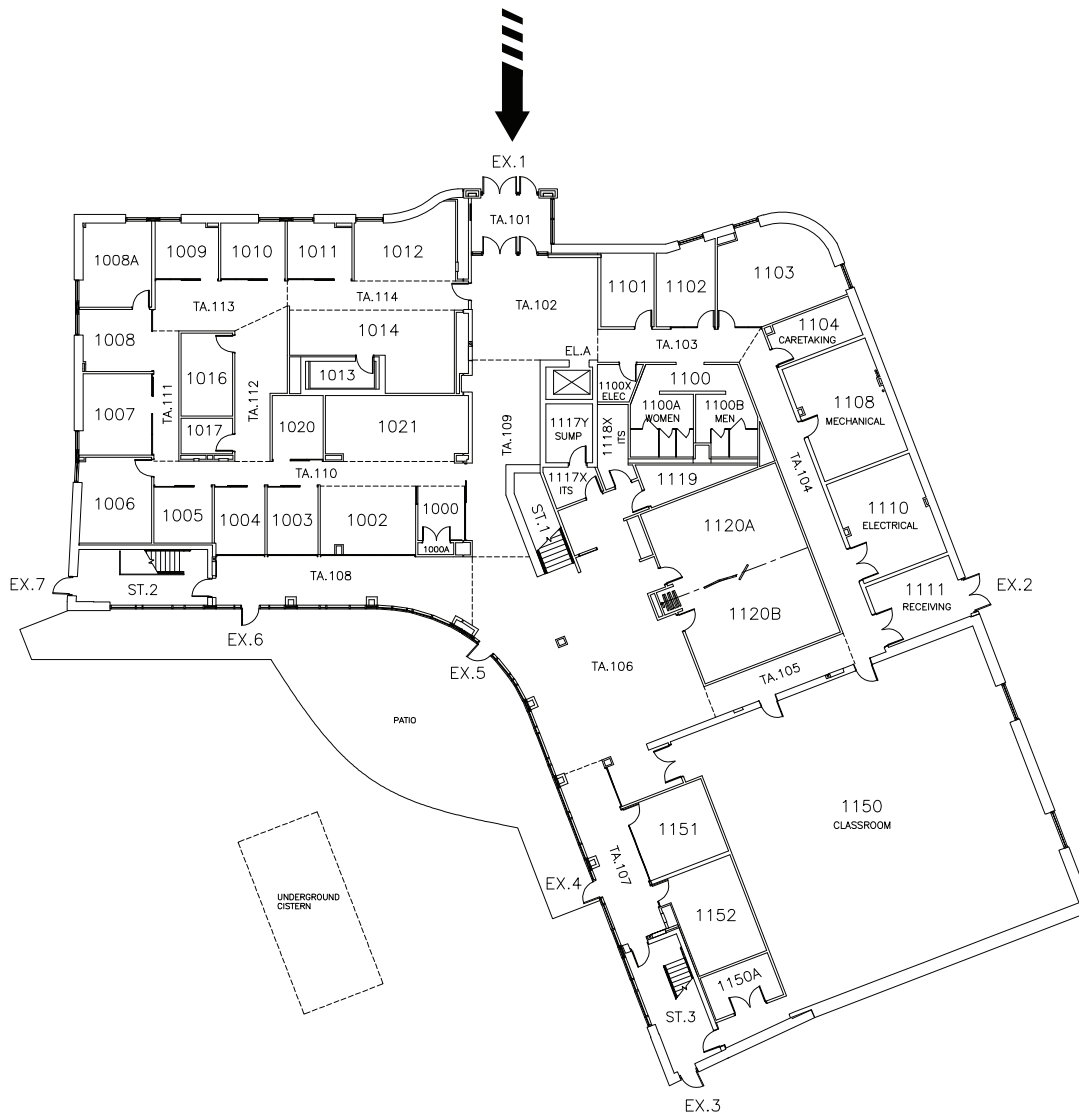 EX.1
TA.101
1008A
1009
1010
1011
1012
1101
1102
1103
TA.113
TA.114
TA.102
1008
1014
TA.103
1104
CARETAKING
EL.A
1013
1016
TA.111
TA.112
1100X
ELEC
1100
1007
1100A
WOMEN
1100B
MEN
1108
MECHANICAL
1017
1020
1021
TA.109
1117Y
SUMP
1118X
ITS
TA.110
1117X
ITS
1119
TA.104
1006
1005
1004
1003
1002
1000
1000A
ST.1
1120A
1110
ELECTRICAL
EX.7
ST.2
TA.108
1120B
1111
RECEIVING
EX.2
EX.6
EX.5
TA.106
TA.105
PATIO
1150
CLASSROOM
1151
TA.107
EX.4
UNDERGROUND
CISTERN
1152
1150A
ST.3
EX.3